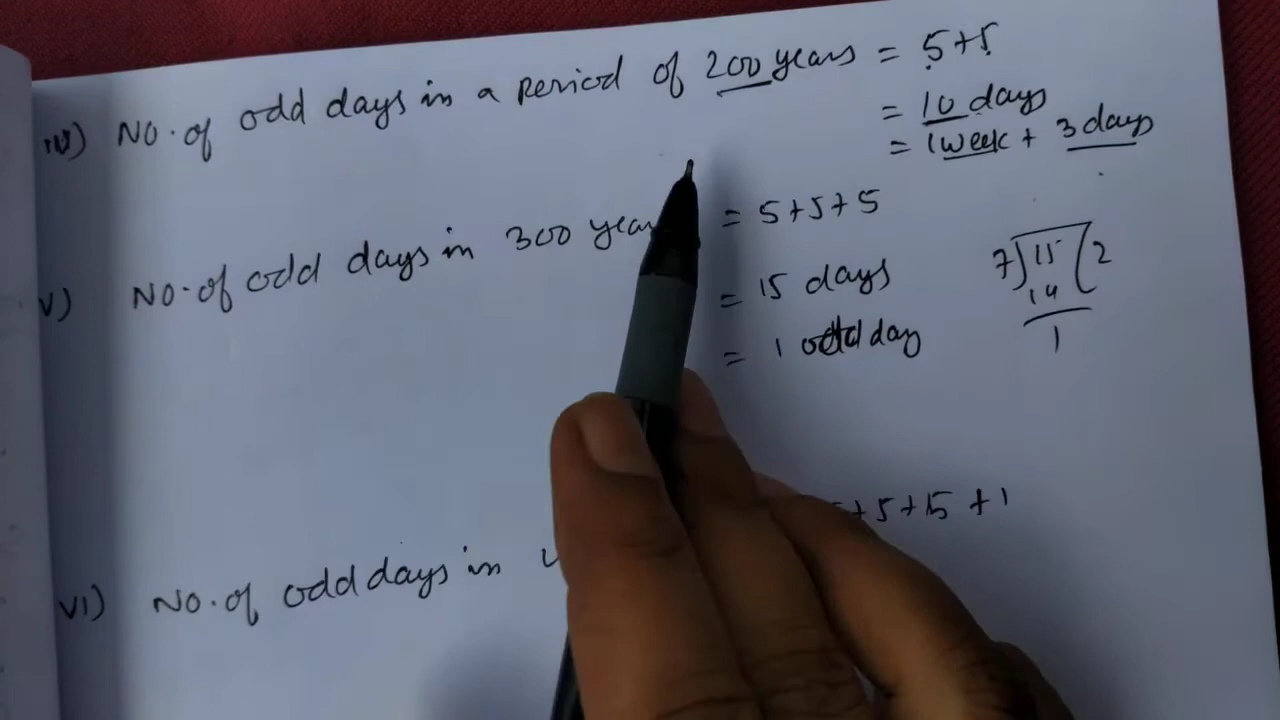 iv) No. of odd days in a period of 200 years = 5+5
= 10 days
= 1 week + 3 days
v) No. of odd days in 300 = 5+5+5
= 15 days
= 1 odd day
7)15(2
14
1
vi) No. of odd days in +5+5+1